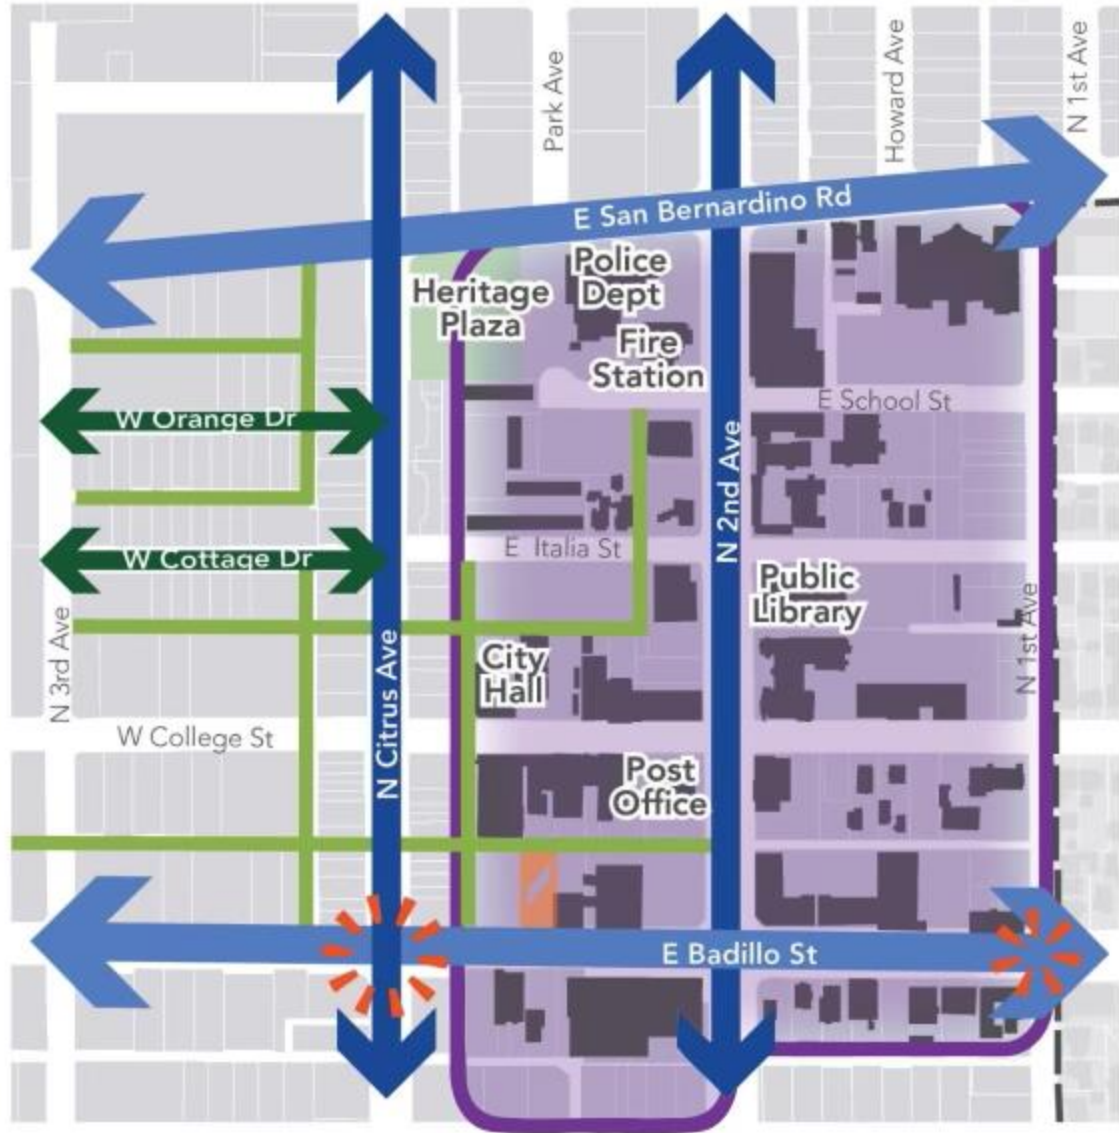 Park Ave
Howard Ave
N 1st Ave
E San Bernardino Rd
Police
Dept
Heritage
Plaza
Fire
Station
E School St
W Orange Dr
N 2nd Ave
E Italia St
W Cottage Dr
Public
Library
N 3rd Ave
N Citrus Ave
City
Hall
N 1st Ave
W College St
Post
Office
E Badillo St